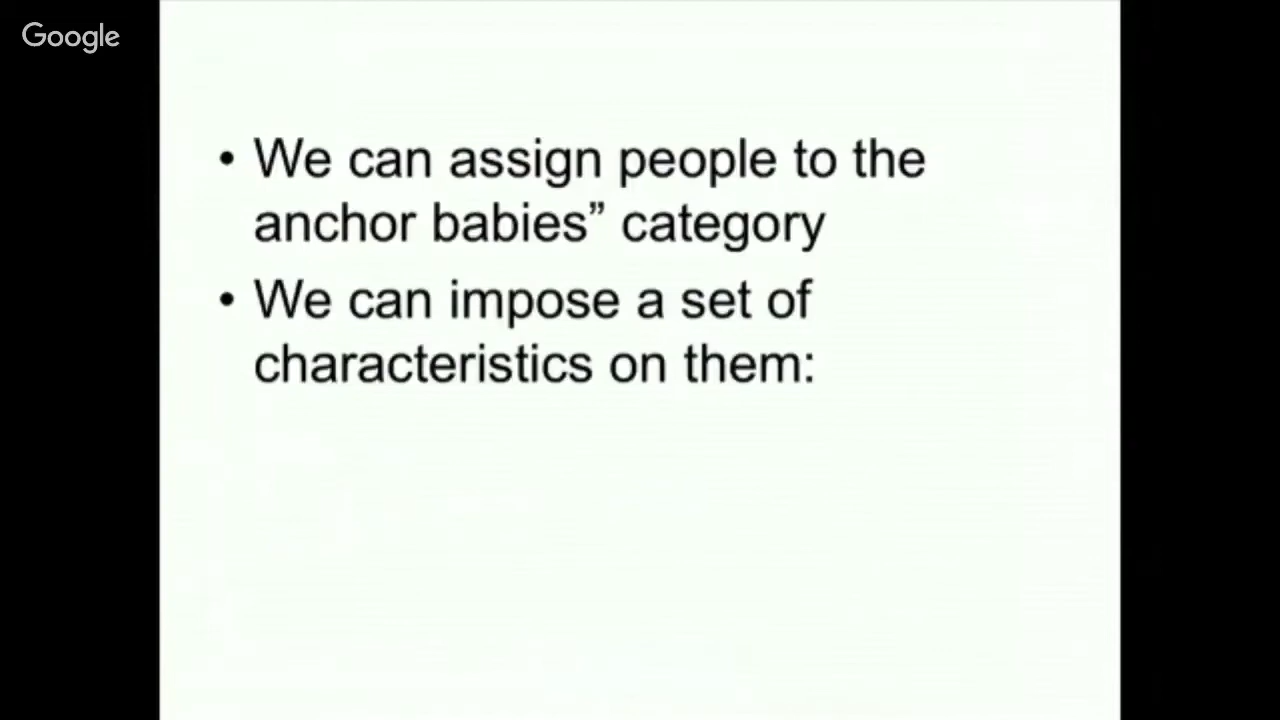 Google
• We can assign people to the
anchor babies” category
• We can impose a set of
characteristics on them: